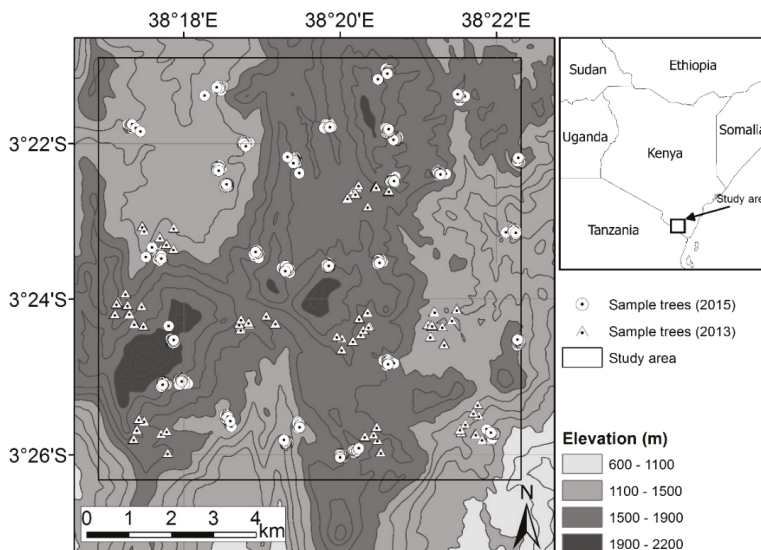 38°18'E 38°20'E 38°22'E
3°22'S
3°24'S
3°26'S
0 1 2 3 4
km
N
Sudan Ethiopia
Uganda Kenya Somalia
Tanzania
Study area
Sample trees (2015)
Sample trees (2013)
Study area
Elevation (m)
600 - 1100
1100 - 1500
1500 - 1900
1900 - 2200